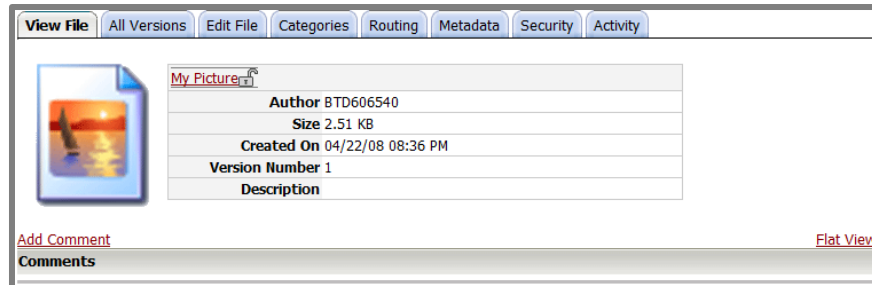 View File All Versions Edit File Categories Routing Metadata Security Activity
My Picture
Author BTD606540
Size 2.51 KB
Created On 04/22/08 08:36 PM
Version Number 1
Description
Add Comment Flat View
Comments